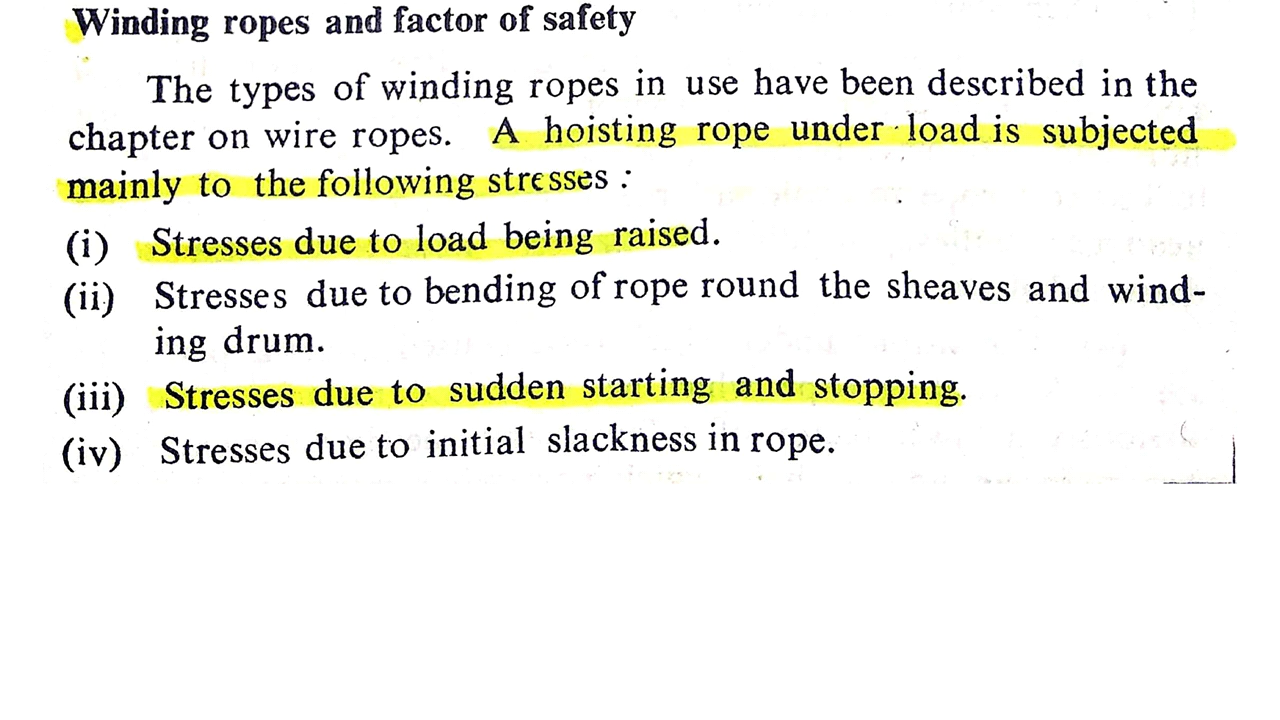 Winding ropes and factor of safety
The types of winding ropes in use have been described in the
chapter on wire ropes. A hoisting rope under load is subjected
mainly to the following stresses :
(i) Stresses due to load being raised.
(ii) Stresses due to bending of rope round the sheaves and wind-
ing drum.
(iii) Stresses due to sudden starting and stopping.
(iv) Stresses due to initial slackness in rope.